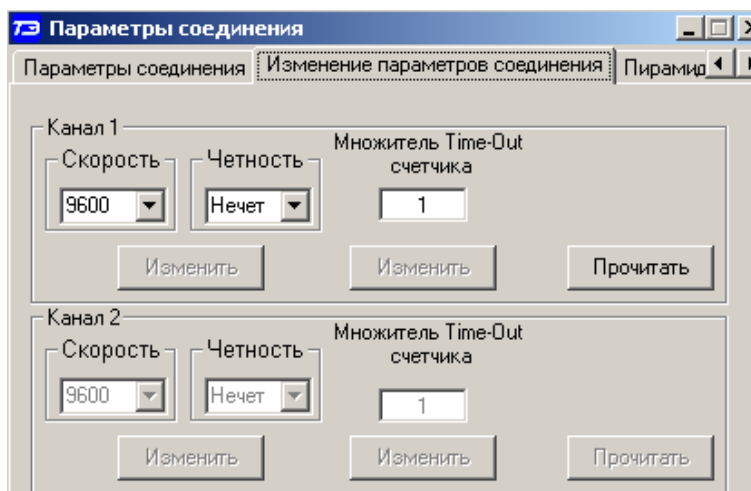 ТЭ Параметры соединения
Параметры соединения Изменение параметров соединения Пирамид
Канал 1
Скорость Четность Множитель Time-Out
счетчика
9600 Нечет 1
Изменить Изменить Прочитать
Канал 2
Скорость Четность Множитель Time-Out
счетчика
9600 Нечет 1
Изменить Изменить Прочитать